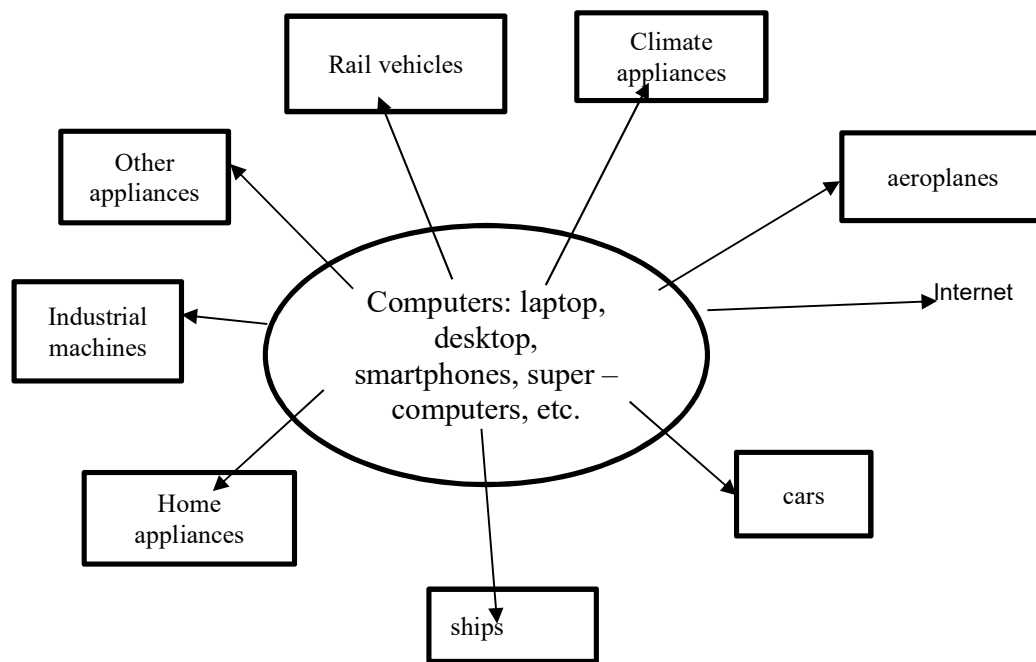 Rail vehicles
Climate
appliances
Other
appliances
aeroplanes
Industrial
machines
Computers: laptop,
desktop,
smartphones, super –
computers, etc.
Internet
Home
appliances
cars
ships